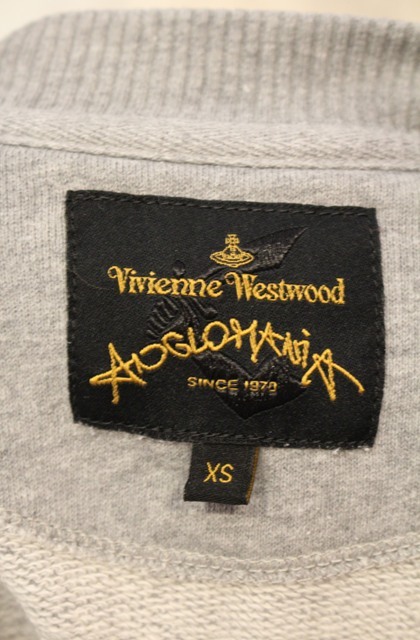 Vivienne Westwood
ANGLOMANiA
SINCE 1970
XS